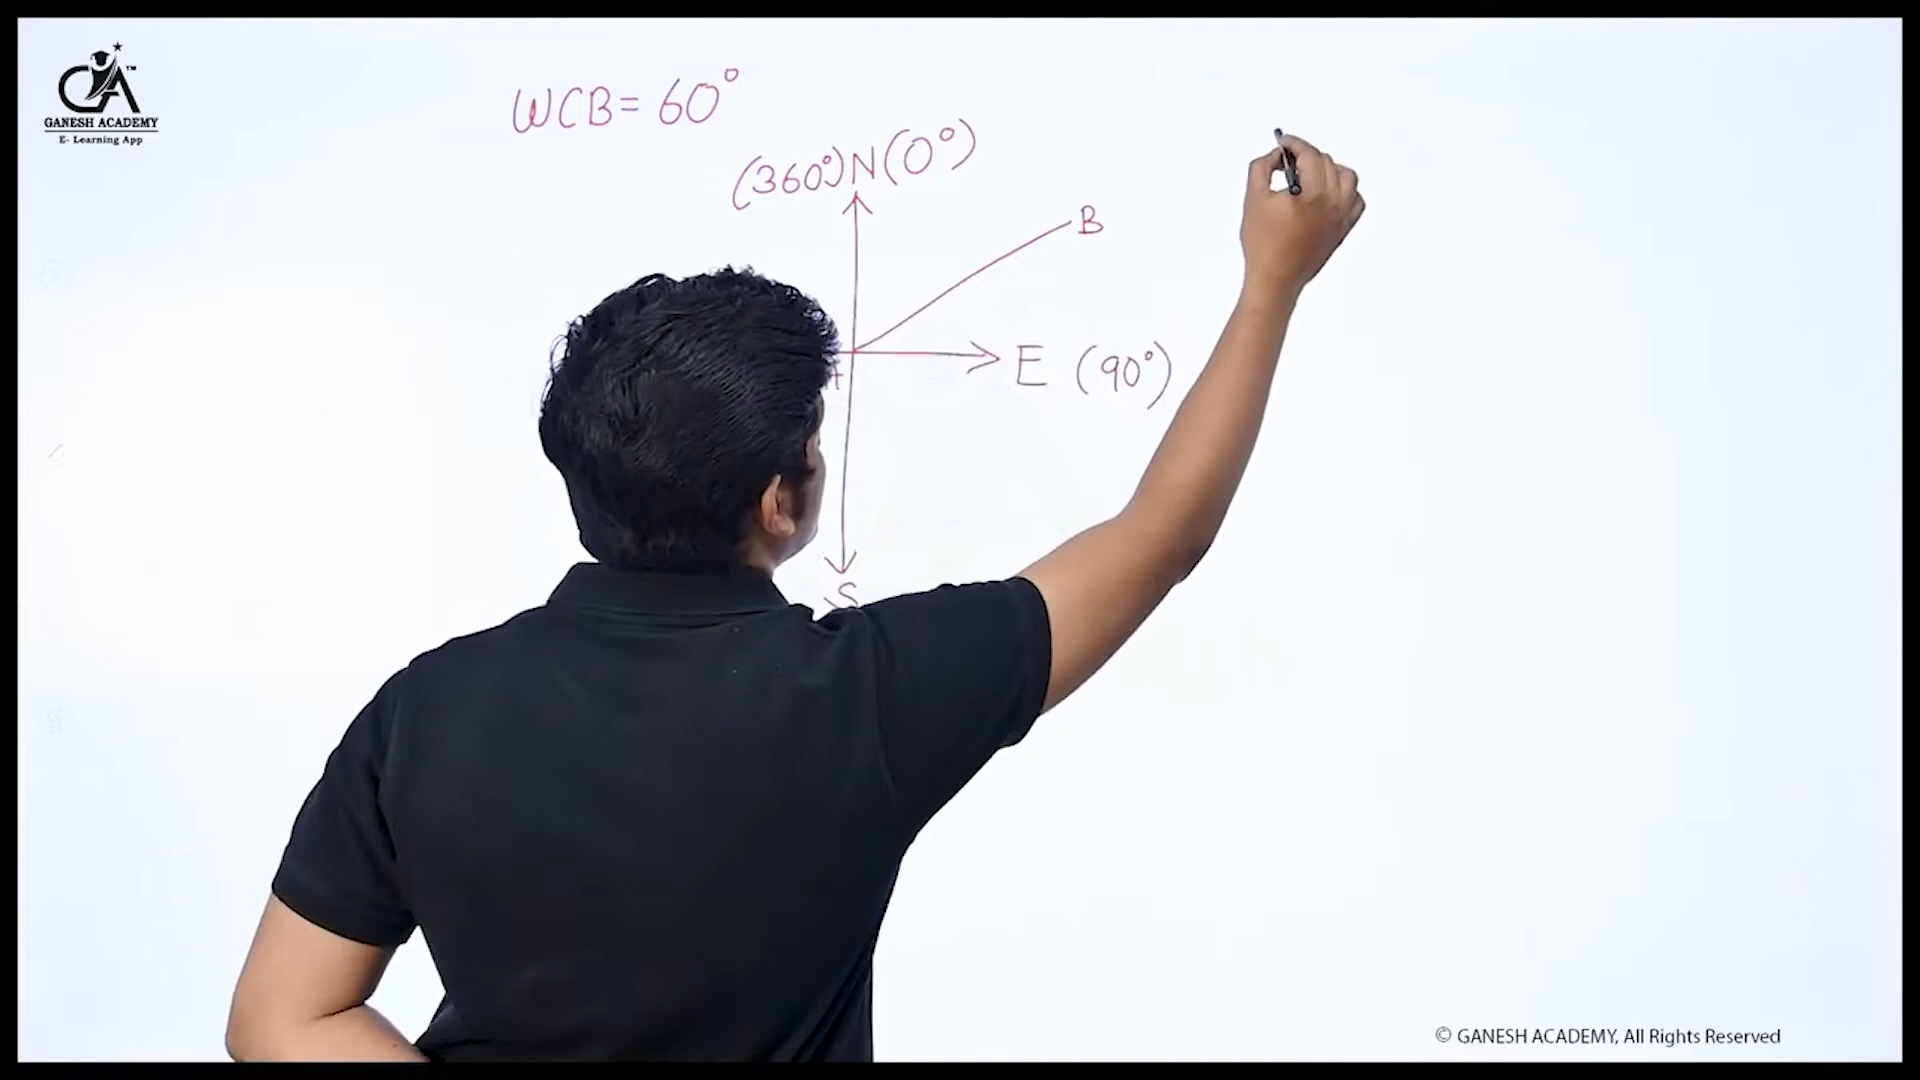 GANESH ACADEMY
E- Learning App
WCB = 60°
(360°) N (0°)
B
E (90°)
S
© GANESH ACADEMY, All Rights Reserved